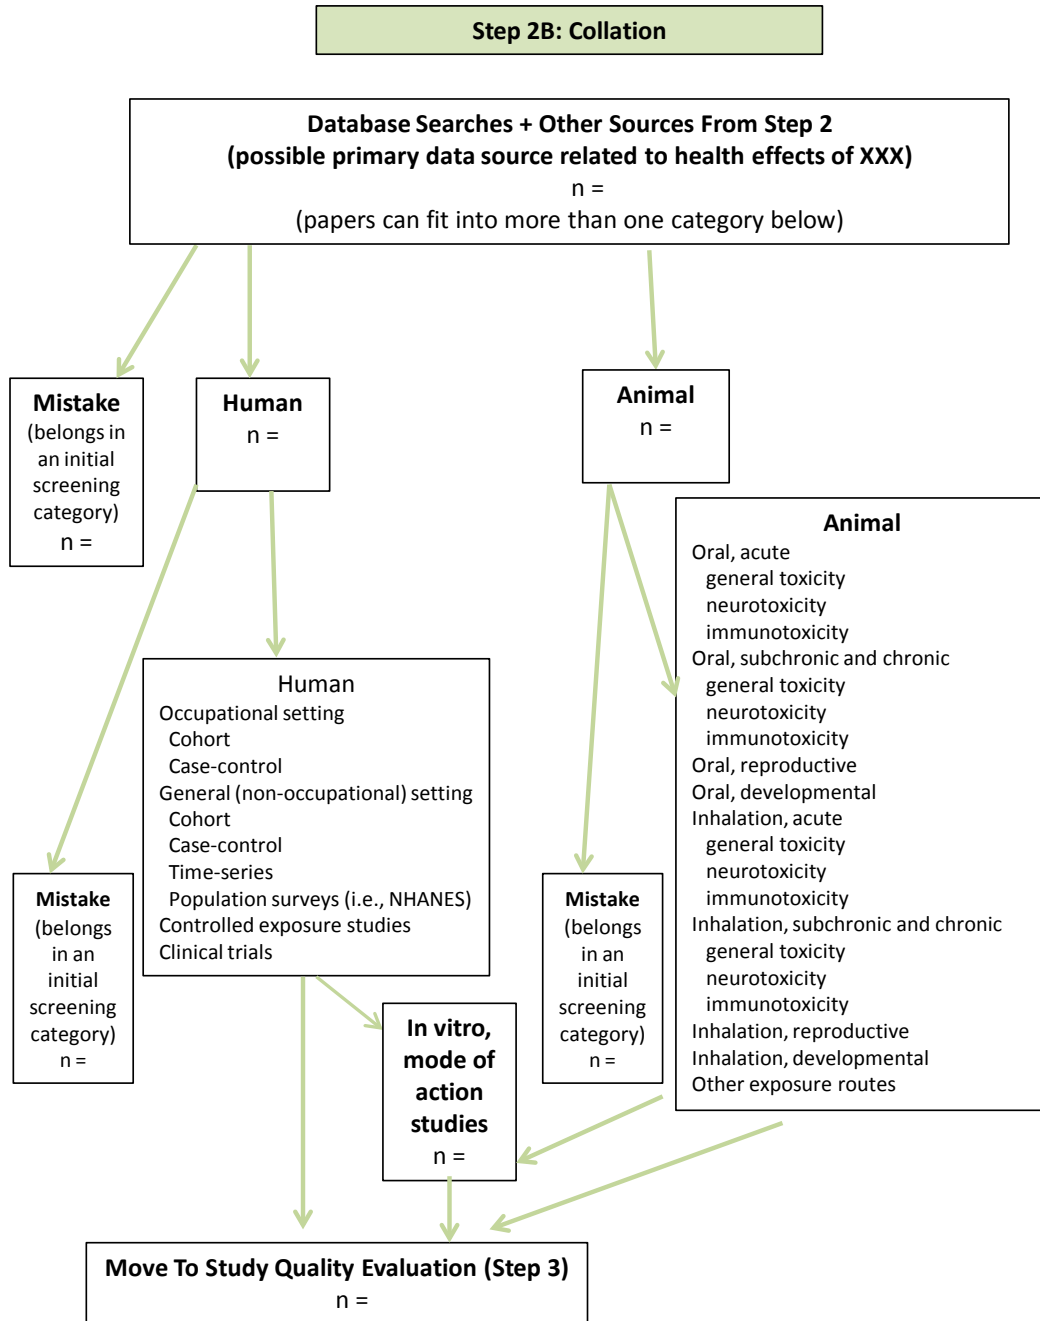 Step 2B: Collation
Database Searches + Other Sources From Step 2
(possible primary data source related to health effects of XXX)
n =
(papers can fit into more than one category below)
Mistake
(belongs in
an initial
screening
category)
n =
Human
n =
Animal
n =
Animal
Oral, acute
general toxicity
neurotoxicity
immunotoxicity
Oral, subchronic and chronic
general toxicity
neurotoxicity
immunotoxicity
Oral, reproductive
Oral, developmental
Inhalation, acute
general toxicity
neurotoxicity
immunotoxicity
Inhalation, subchronic and chronic
general toxicity
neurotoxicity
immunotoxicity
Inhalation, reproductive
Inhalation, developmental
Other exposure routes
Human
Occupational setting
Cohort
Case-control
General (non-occupational) setting
Cohort
Case-control
Time-series
Population surveys (i.e., NHANES)
Controlled exposure studies
Clinical trials
Mistake
(belongs
in an
initial
screening
category)
n =
Mistake
(belongs
in an
initial
screening
category)
n =
In vitro,
mode of
action
studies
n =
Move To Study Quality Evaluation (Step 3)
n =